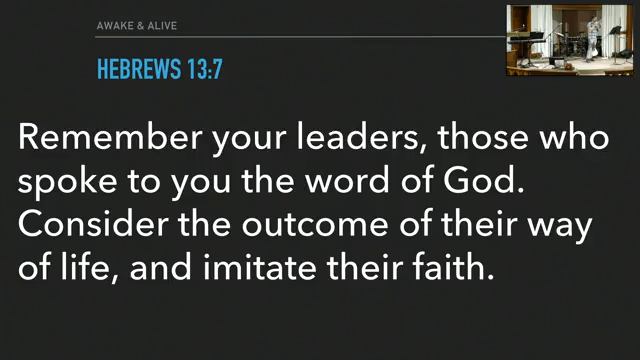 AWAKE & ALIVE
HEBREWS 13:7
Remember your leaders, those who
spoke to you the word of God.
Consider the outcome of their way
of life, and imitate their faith.